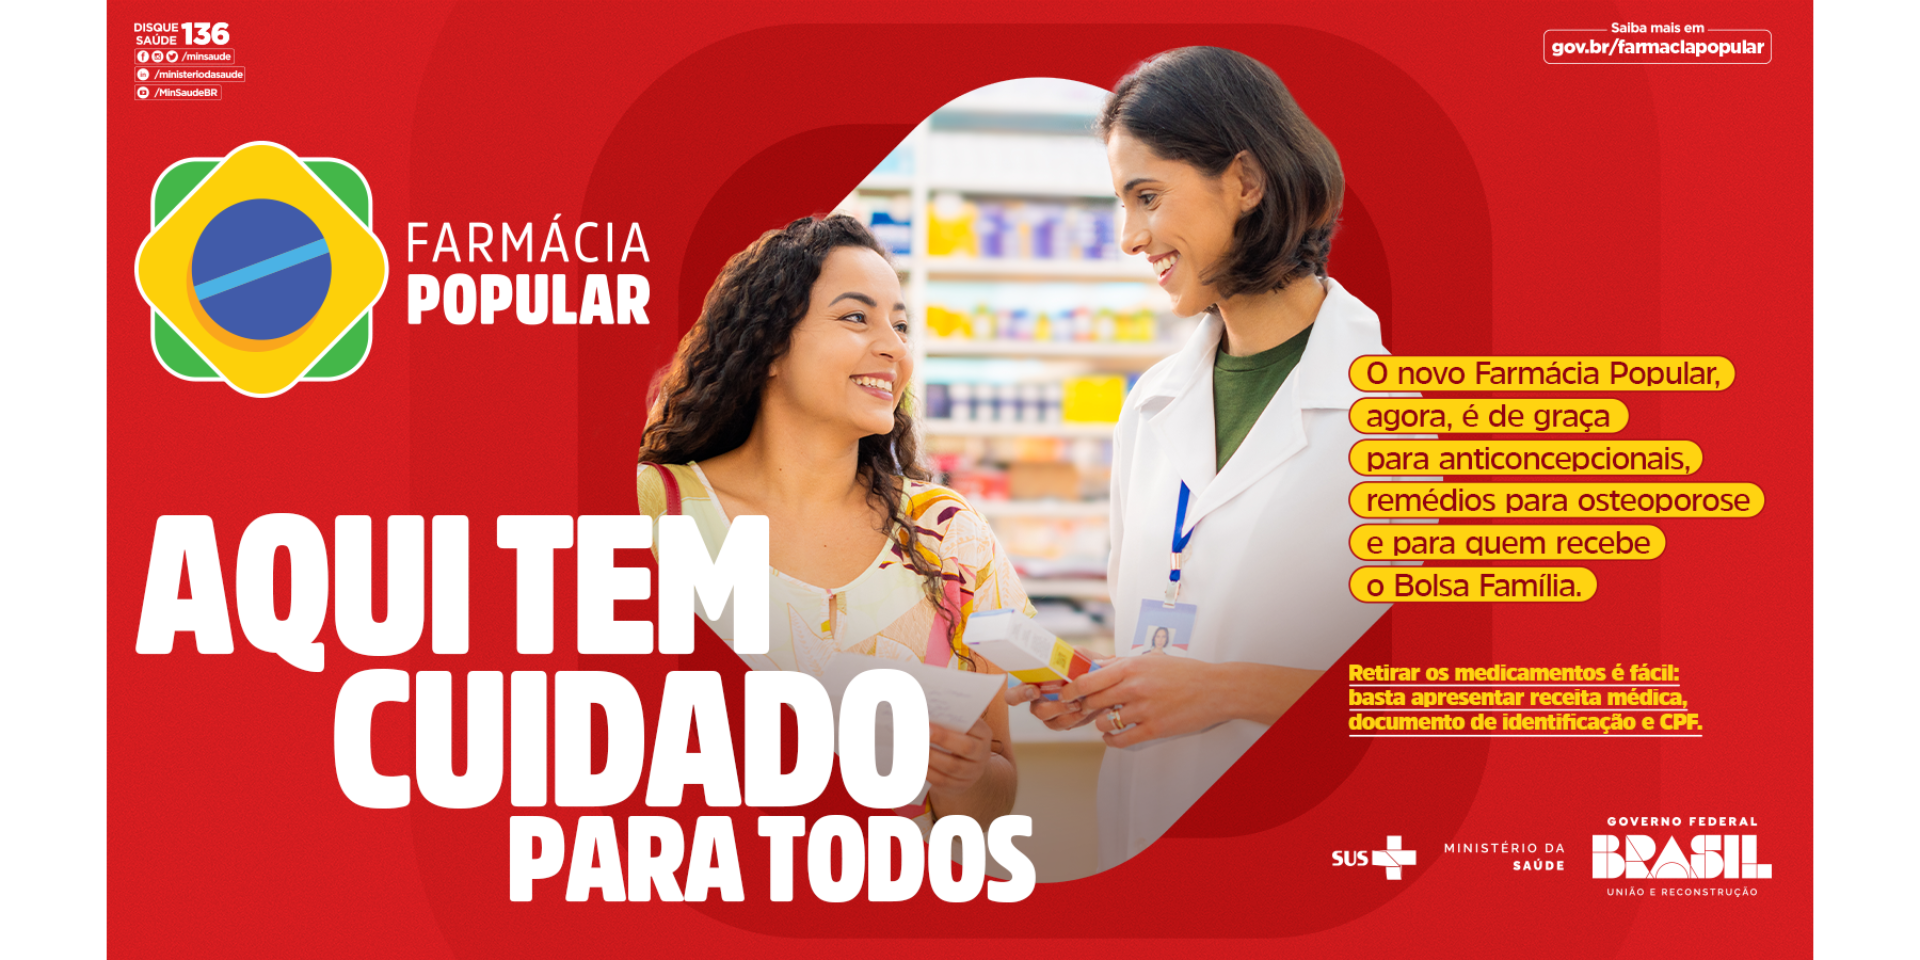 DISQUE
SAÚDE 136
/minsaude
/ministeriodasaude
/MinSaudeBR
Saiba mais em
gov.br/farmaciapopular
FARMÁCIA
POPULAR
AQUI TEM
CUIDADO
PARA TODOS
O novo Farmácia Popular,
agora, é de graça
para anticoncepcionais,
remédios para osteoporose
e para quem recebe
o Bolsa Família.
Retirar os medicamentos é fácil:
basta apresentar receita médica,
documento de identificação e CPF.
SUS
MINISTÉRIO DA
SAÚDE
GOVERNO FEDERAL
BRASIL
UNIÃO E RECONSTRUÇÃO